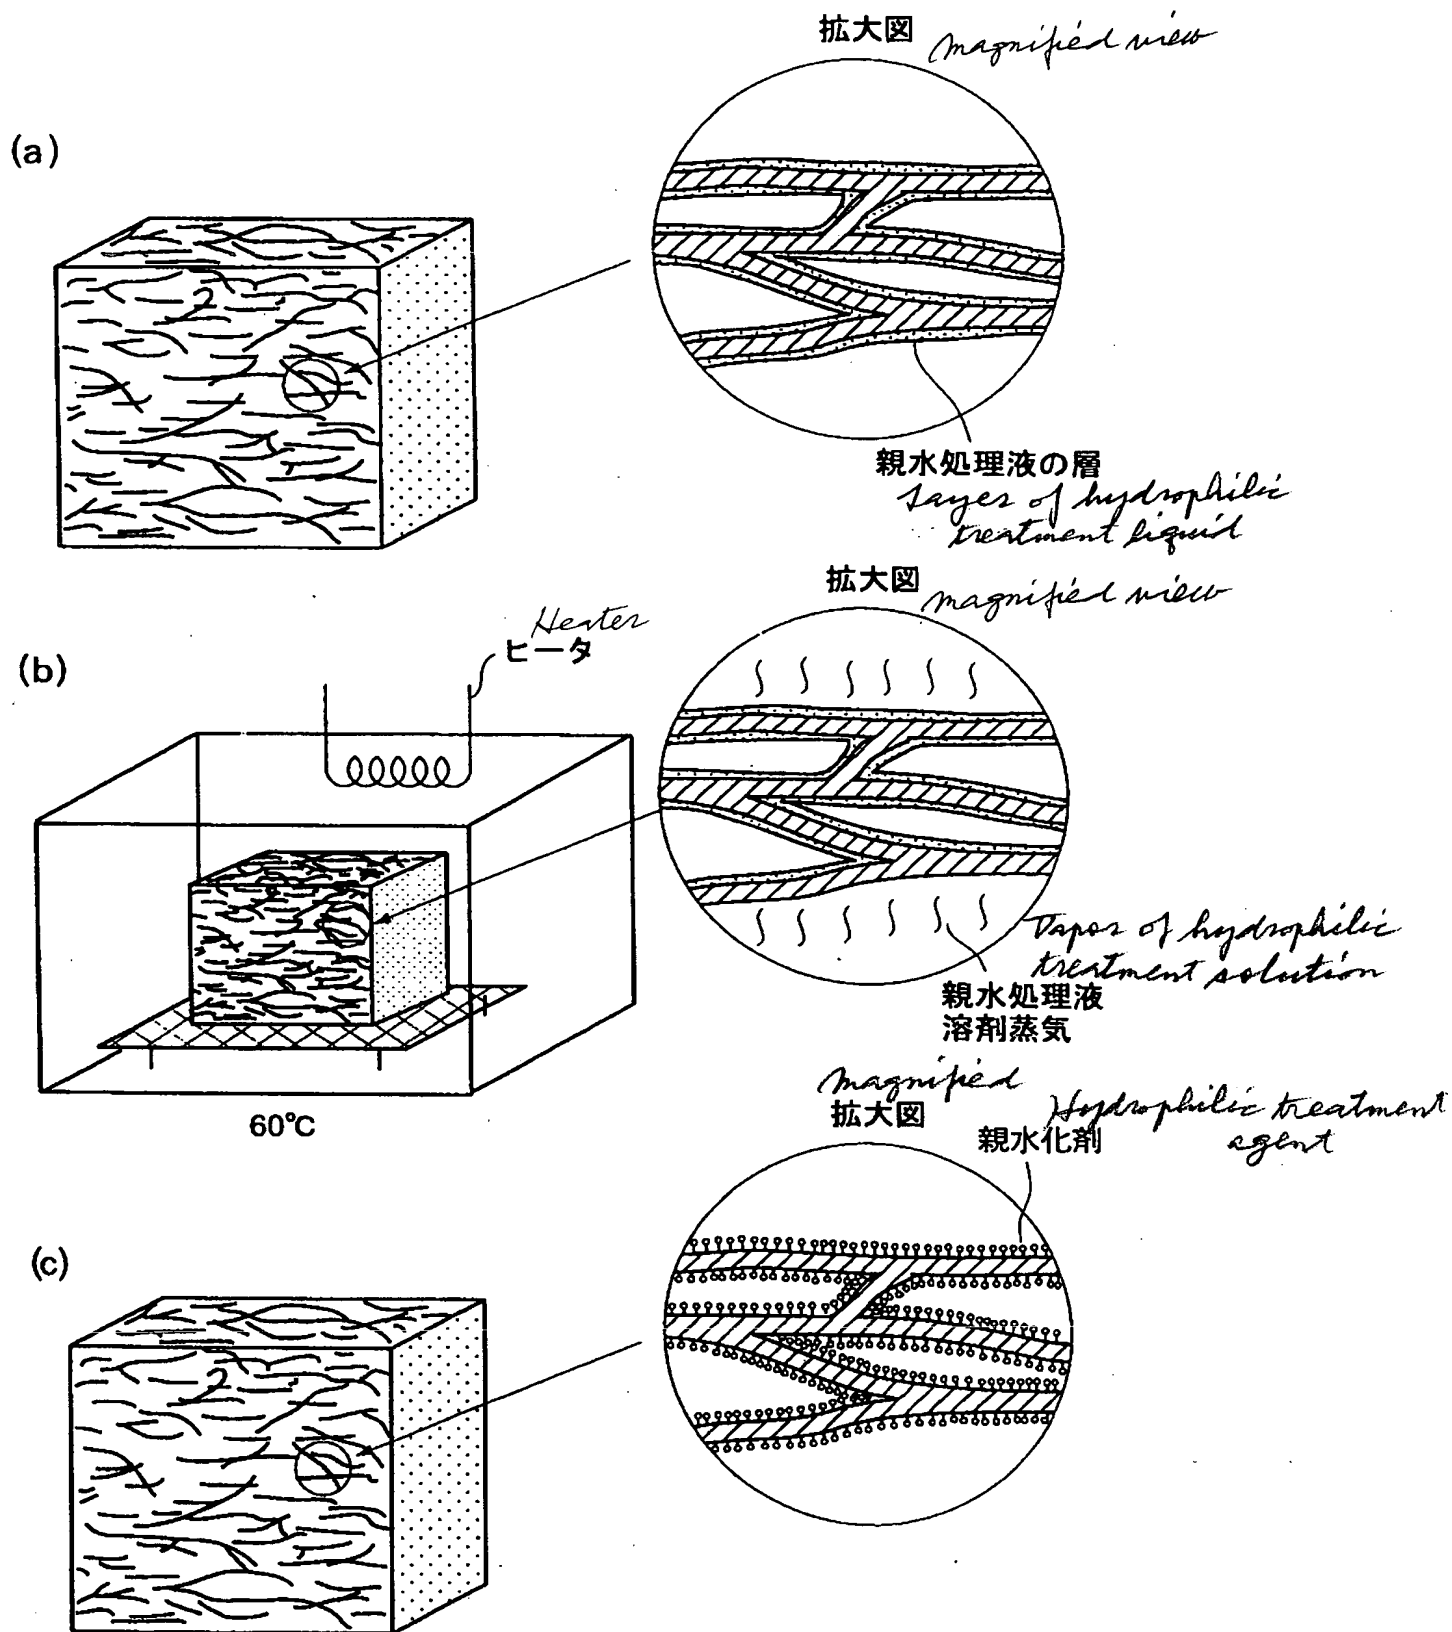 拡大図 magnified view
(a)
親水処理液の層
Layer of hydrophilic
treatment liquid
拡大図 magnified view
Heater
ヒータ
(b)
Vapor of hydrophilic
treatment solution
親水処理液
溶剤蒸気
60°C
magnified
拡大図
Hydrophilic treatment
agent
親水化剤
(c)